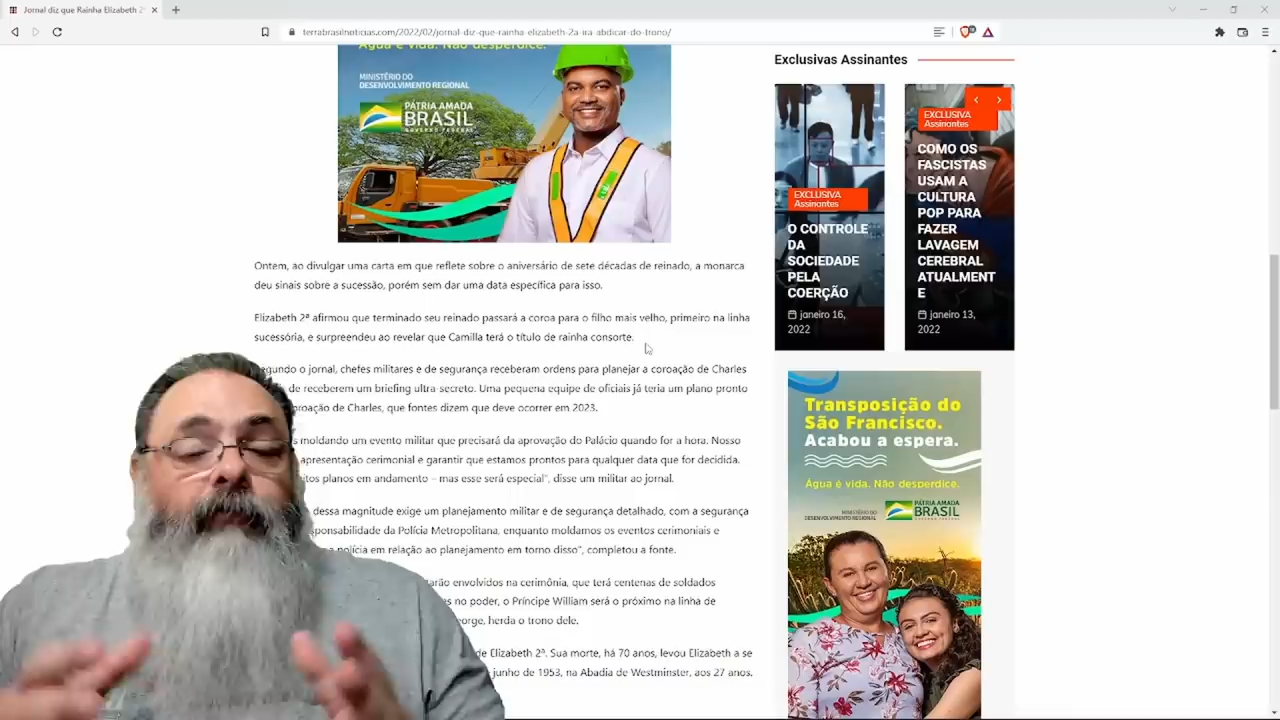 Jornal diz que Rainha Elizabeth 2ª
terrabrasilnoticias.com/2022/02/jornal-diz-que-rainha-elizabeth-2a-ira-abdicar-do-trono/
Água é vida. Não desperdice.
MINISTÉRIO DO
DESENVOLVIMENTO REGIONAL
PÁTRIA AMADA
BRASIL
GOVERNO FEDERAL
Ontem, ao divulgar uma carta em que reflete sobre o aniversário de sete décadas de reinado, a monarca
deu sinais sobre a sucessão, porém sem dar uma data específica para isso.
Elizabeth 2ª afirmou que terminado seu reinado passará a coroa para o filho mais velho, primeiro na linha
sucessória, e surpreendeu ao revelar que Camilla terá o título de rainha consorte.
egundo o jornal, chefes militares e de segurança receberam ordens para planejar a coroação de Charles
de receberem um briefing ultra-secreto. Uma pequena equipe de oficiais já teria um plano pronto
oroação de Charles, que fontes dizem que deve ocorrer em 2023.
s moldando um evento militar que precisará da aprovação do Palácio quando for a hora. Nosso
apresentação cerimonial e garantir que estamos prontos para qualquer data que for decidida.
itos planos em andamento – mas esse será especial", disse um militar ao jornal.
dessa magnitude exige um planejamento militar e de segurança detalhado, com a segurança
sponsabilidade da Polícia Metropolitana, enquanto moldamos os eventos cerimoniais e
a polícia em relação ao planejamento em torno disso", completou a fonte.
arão envolvidos na cerimônia, que terá centenas de soldados
es no poder, o Príncipe William será o próximo na linha de
eorge, herda o trono dele.
de Elizabeth 2ª. Sua morte, há 70 anos, levou Elizabeth a se
junho de 1953, na Abadia de Westminster, aos 27 anos.
Exclusivas Assinantes
EXCLUSIVA
Assinantes
O CONTROLE
DA
SOCIEDADE
PELA
COERÇÃO
janeiro 16,
2022
EXCLUSIVA
Assinantes
COMO OS
FASCISTAS
USAM A
CULTURA
POP PARA
FAZER
LAVAGEM
CEREBRAL
ATUALMENT
E
janeiro 13,
2022
Transposição do
São Francisco.
Acabou a espera.
Água é vida. Não desperdice.
MINISTÉRIO DO
DESENVOLVIMENTO REGIONAL
PÁTRIA AMADA
BRASIL
GOVERNO FEDERAL